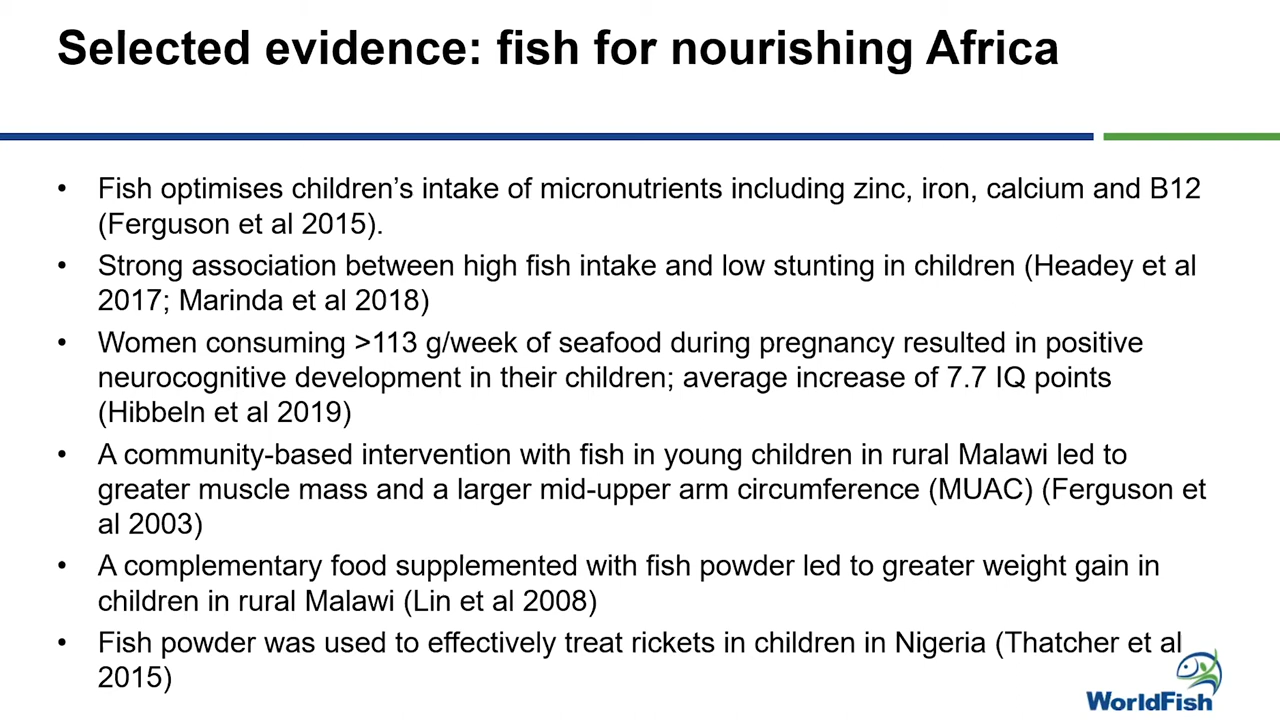 Selected evidence: fish for nourishing Africa
• Fish optimises children’s intake of micronutrients including zinc, iron, calcium and B12
(Ferguson et al 2015).
• Strong association between high fish intake and low stunting in children (Headey et al
2017; Marinda et al 2018)
• Women consuming >113 g/week of seafood during pregnancy resulted in positive
neurocognitive development in their children; average increase of 7.7 IQ points
(Hibbeln et al 2019)
• A community-based intervention with fish in young children in rural Malawi led to
greater muscle mass and a larger mid-upper arm circumference (MUAC) (Ferguson et
al 2003)
• A complementary food supplemented with fish powder led to greater weight gain in
children in rural Malawi (Lin et al 2008)
• Fish powder was used to effectively treat rickets in children in Nigeria (Thatcher et al
2015)
WorldFish